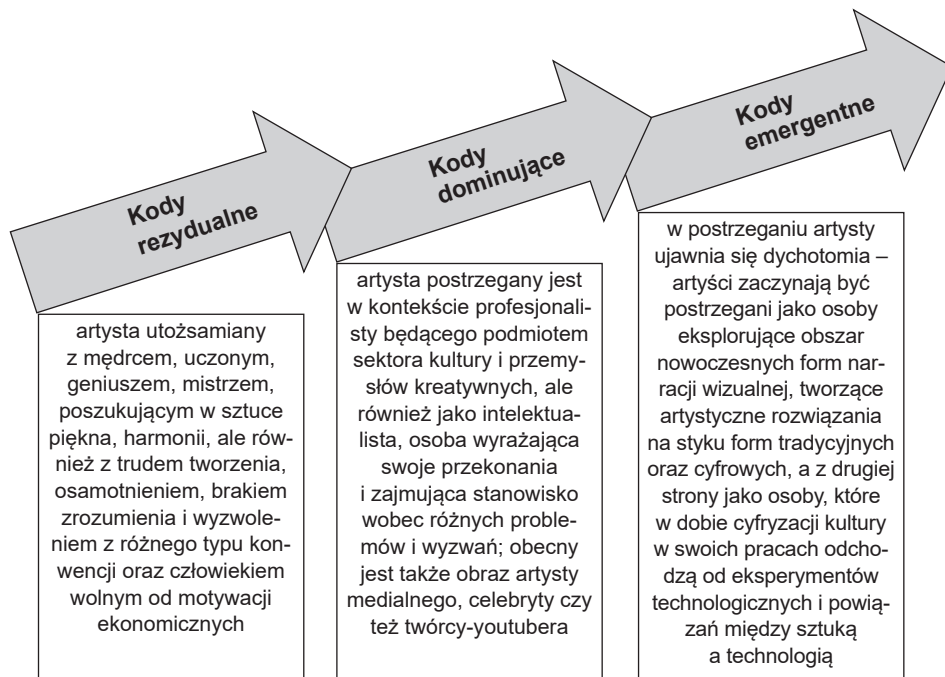 Kody
rezydualne
artysta utożsamiany
z mędrcem, uczonym,
geniuszem, mistrzem,
poszukującym w sztuce
piękna, harmonii, ale rów-
nież z trudem tworzenia,
osamotnieniem, brakiem
zrozumienia i wyzwole-
niem z różnego typu kon-
wencji oraz człowiekiem
wolnym od motywacji
ekonomicznych
Kody
dominujące
artysta postrzegany jest
w kontekście profesjonali-
sty będącego podmiotem
sektora kultury i przemy-
słów kreatywnych, ale
również jako intelektua-
lista, osoba wyrażająca
swoje przekonania
i zajmująca stanowisko
wobec różnych proble-
mów i wyzwań; obecny
jest także obraz artysty
medialnego, celebryty czy
też twórcy-youtubera
Kody
emergentne
w postrzeganiu artysty
ujawnia się dychotomia –
artyści zaczynają być
postrzegani jako osoby
eksplorujące obszar
nowoczesnych form nar-
racji wizualnej, tworzące
artystyczne rozwiązania
na styku form tradycyjnych
oraz cyfrowych, a z drugiej
strony jako osoby, które
w dobie cyfryzacji kultury
w swoich pracach odcho-
dzą od eksperymentów
technologicznych i powią-
zań między sztuką
a technologią